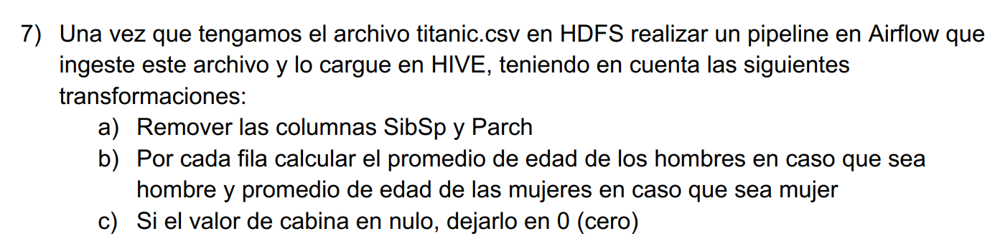 7) Una vez que tengamos el archivo titanic.csv en HDFS realizar un pipeline en Airflow que
ingeste este archivo y lo cargue en HIVE, teniendo en cuenta las siguientes
transformaciones:
a) Remover las columnas SibSp y Parch
b) Por cada fila calcular el promedio de edad de los hombres en caso que sea
hombre y promedio de edad de las mujeres en caso que sea mujer
c) Si el valor de cabina en nulo, dejarlo en 0 (cero)